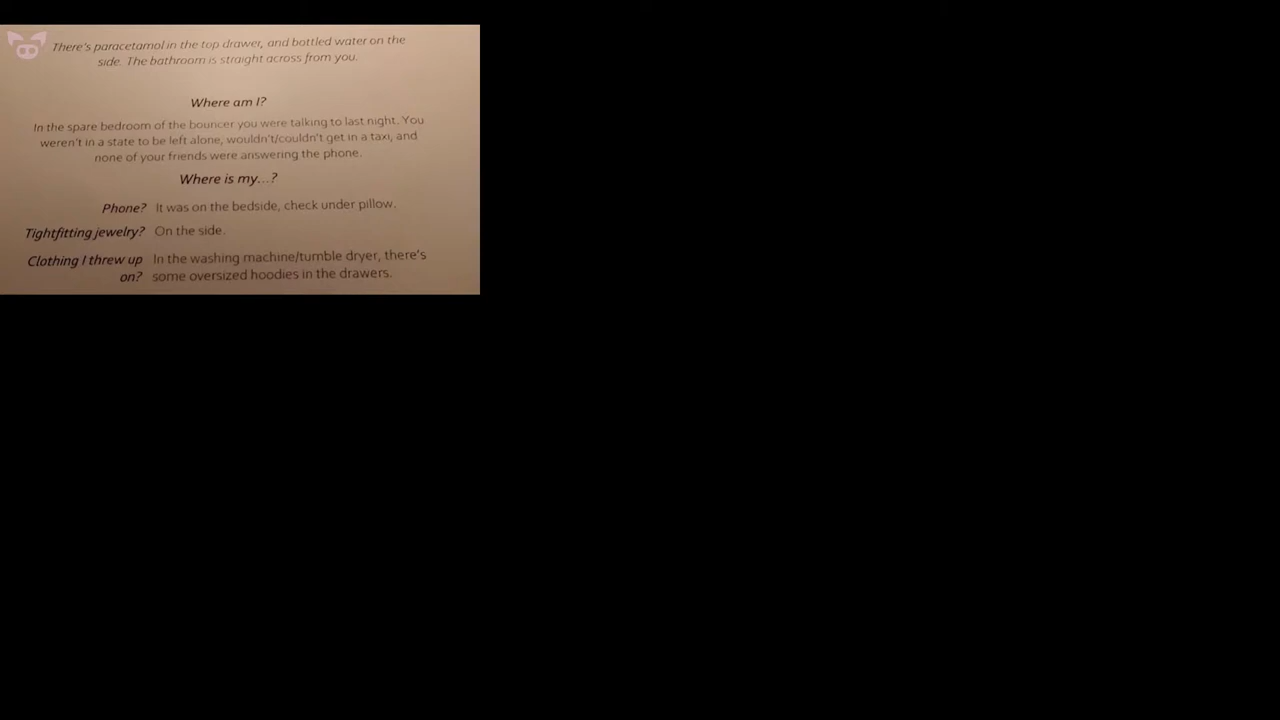 There's paracetamol in the top drawer, and bottled water on the
side. The bathroom is straight across from you.
Where am I?
In the spare bedroom of the bouncer you were talking to last night. You
weren't in a state to be left alone, wouldn't/couldn't get in a taxi, and
none of your friends were answering the phone.
Where is my...?
Phone? It was on the bedside, check under pillow.
Tightfitting jewelry? On the side.
Clothing I threw up In the washing machine/tumble dryer, there's
on? some oversized hoodies in the drawers.